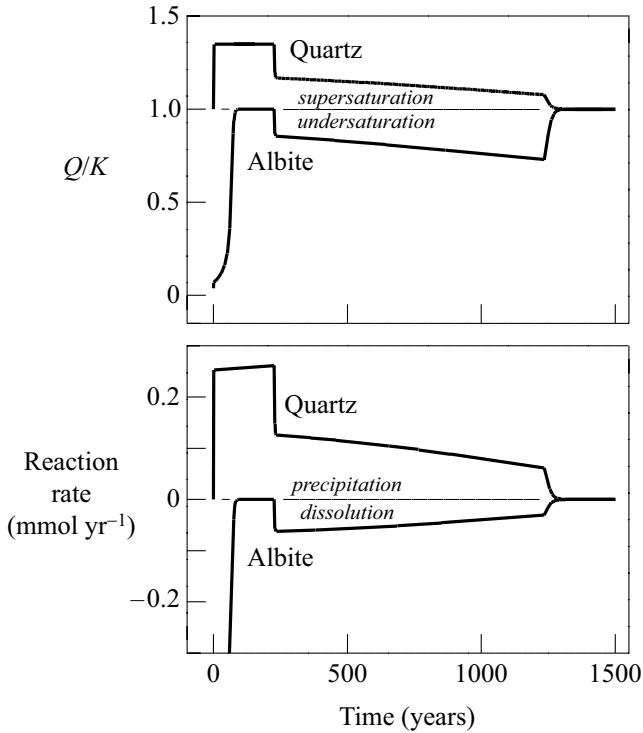 1.5
Quartz
supersaturation
1.0
undersaturation
Q/K
Albite
0.5
0
0.2
Quartz
Reaction
rate
(mmol yr⁻¹)
precipitation
0
dissolution
Albite
−0.2
0 500 1000 1500
Time (years)